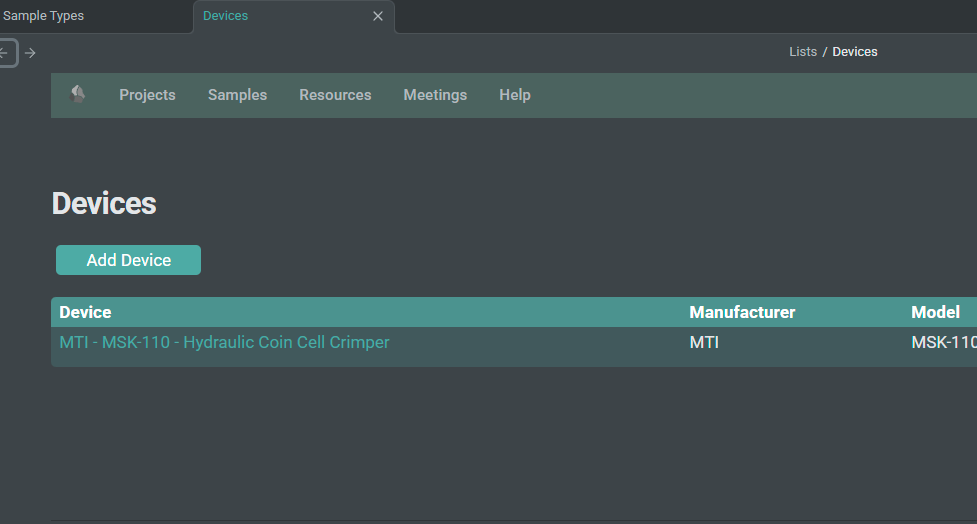 Sample Types
Devices
Lists / Devices
Projects Samples Resources Meetings Help
Devices
Add Device
Device Manufacturer Model
MTI - MSK-110 - Hydraulic Coin Cell Crimper MTI MSK-110